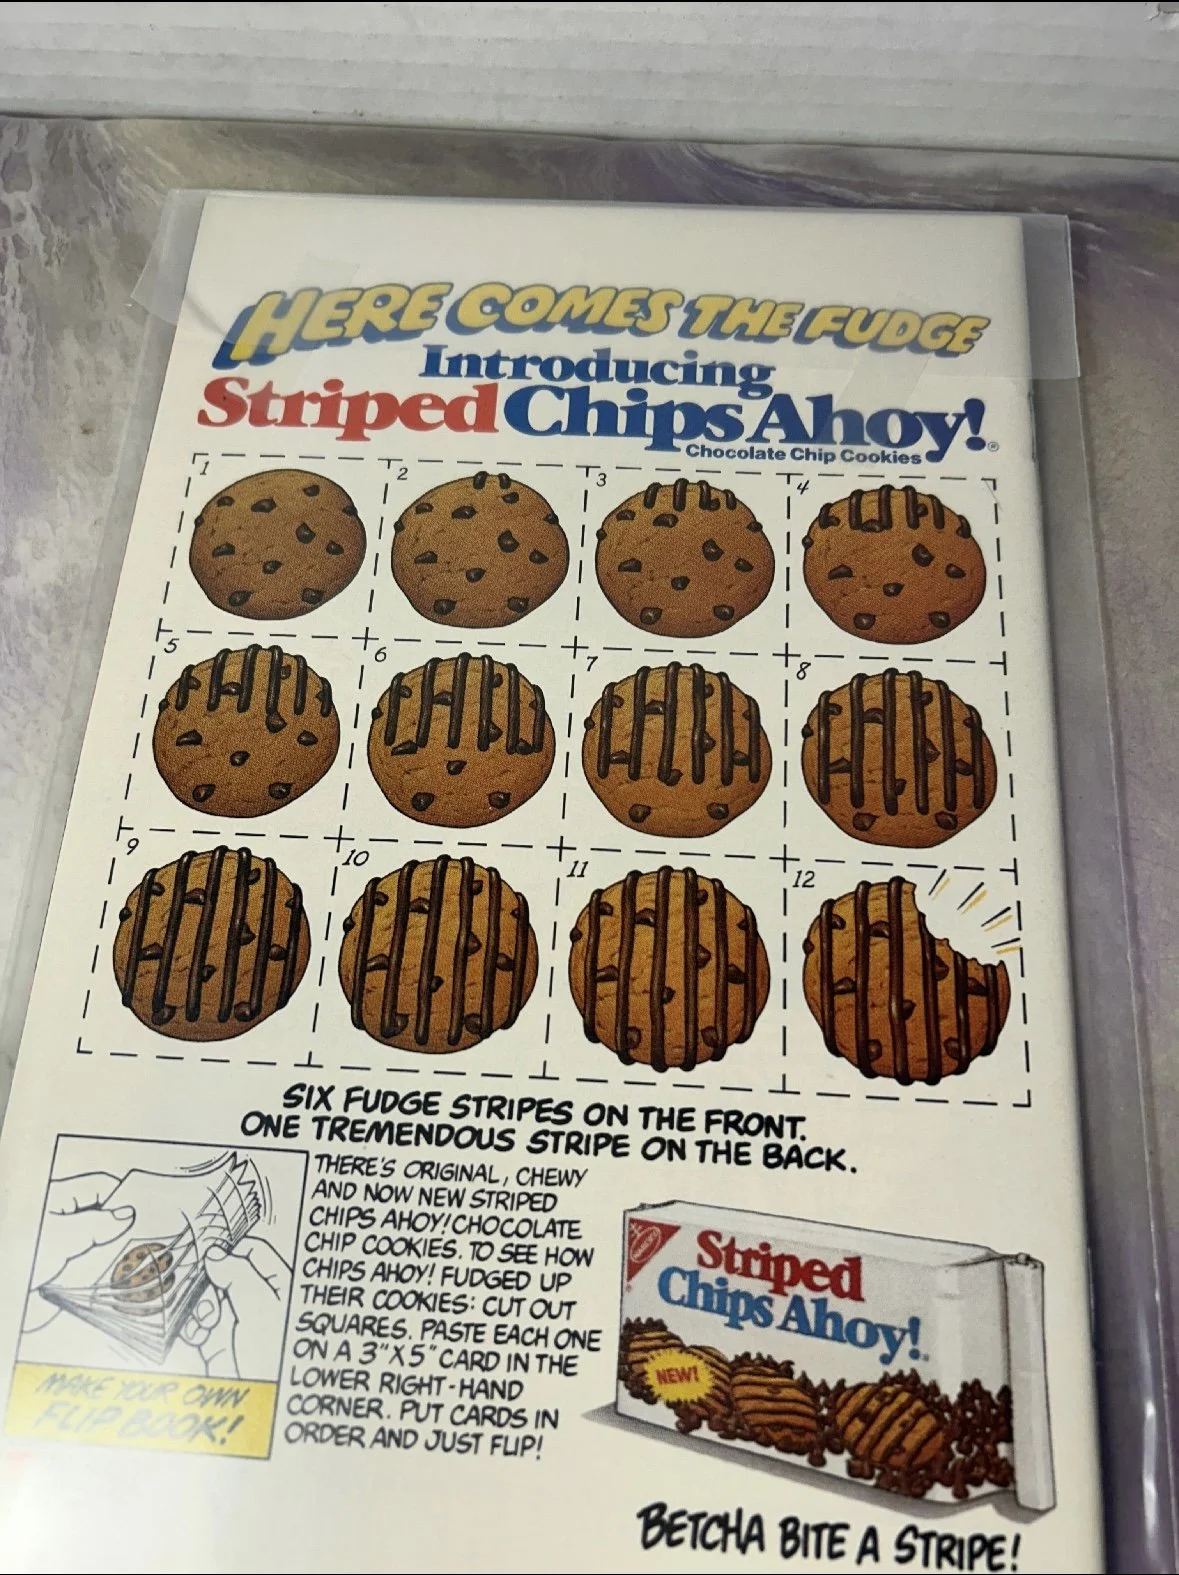 HERE COMES THE FUDGE
Introducing
Striped Chips Ahoy!®
Chocolate Chip Cookies
1
2
3
4
5
6
7
8
9
10
11
12
SIX FUDGE STRIPES ON THE FRONT.
ONE TREMENDOUS STRIPE ON THE BACK.
MAKE YOUR OWN
FLIP BOOK!
THERE'S ORIGINAL, CHEWY
AND NOW NEW STRIPED
CHIPS AHOY! CHOCOLATE
CHIP COOKIES. TO SEE HOW
CHIPS AHOY! FUDGED UP
THEIR COOKIES: CUT OUT
SQUARES. PASTE EACH ONE
ON A 3"X5" CARD IN THE
LOWER RIGHT-HAND
CORNER. PUT CARDS IN
ORDER AND JUST FLIP!
NABISCO
Striped
Chips Ahoy!
NEW!
BETCHA BITE A STRIPE!